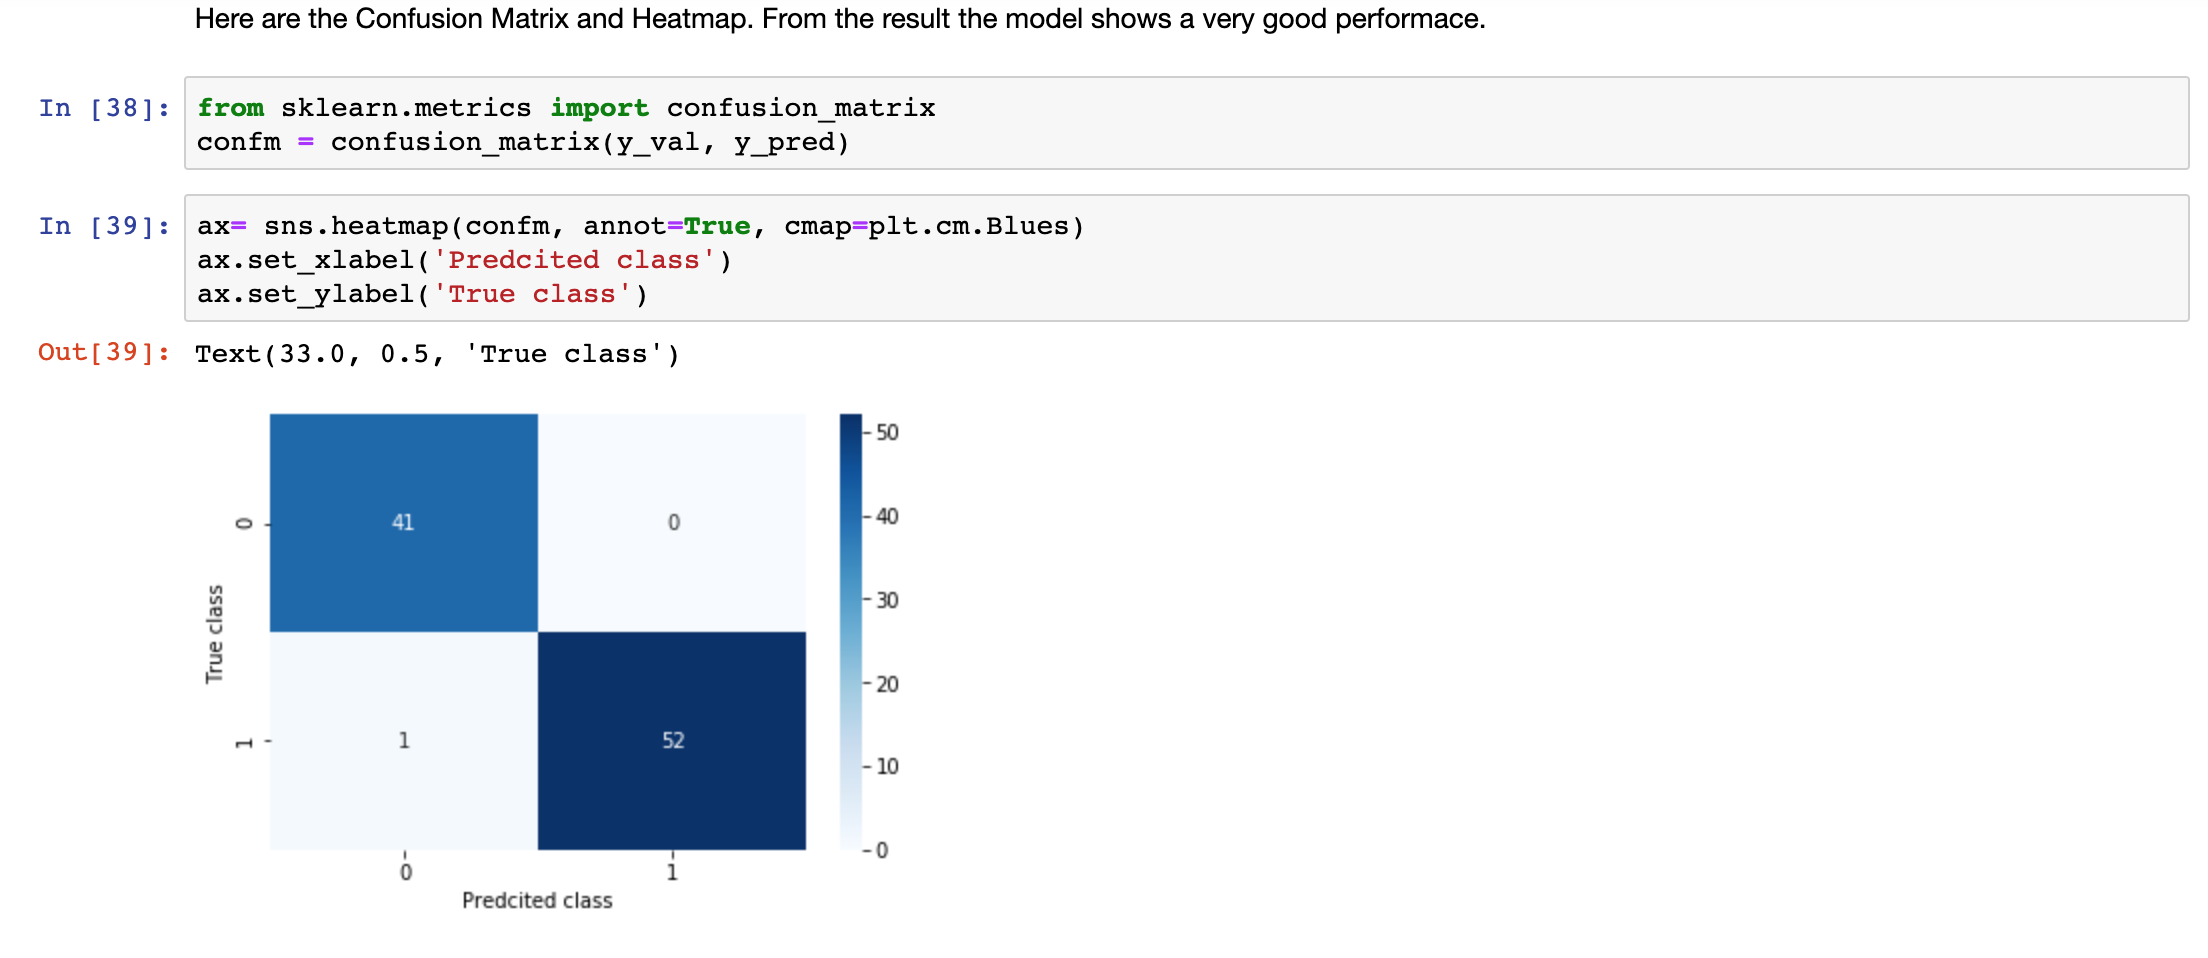 Here are the Confusion Matrix and Heatmap. From the result the model shows a very good performace.
In [38]: from sklearn.metrics import confusion_matrix
confm = confusion_matrix(y_val, y_pred)
In [39]: ax= sns.heatmap(confm, annot=True, cmap=plt.cm.Blues)
ax.set_xlabel('Predcited class')
ax.set_ylabel('True class')
Out[39]: Text(33.0, 0.5, 'True class')
50
40
30
20
10
0
True class
0
1
41 0
1 52
0 1
Predcited class